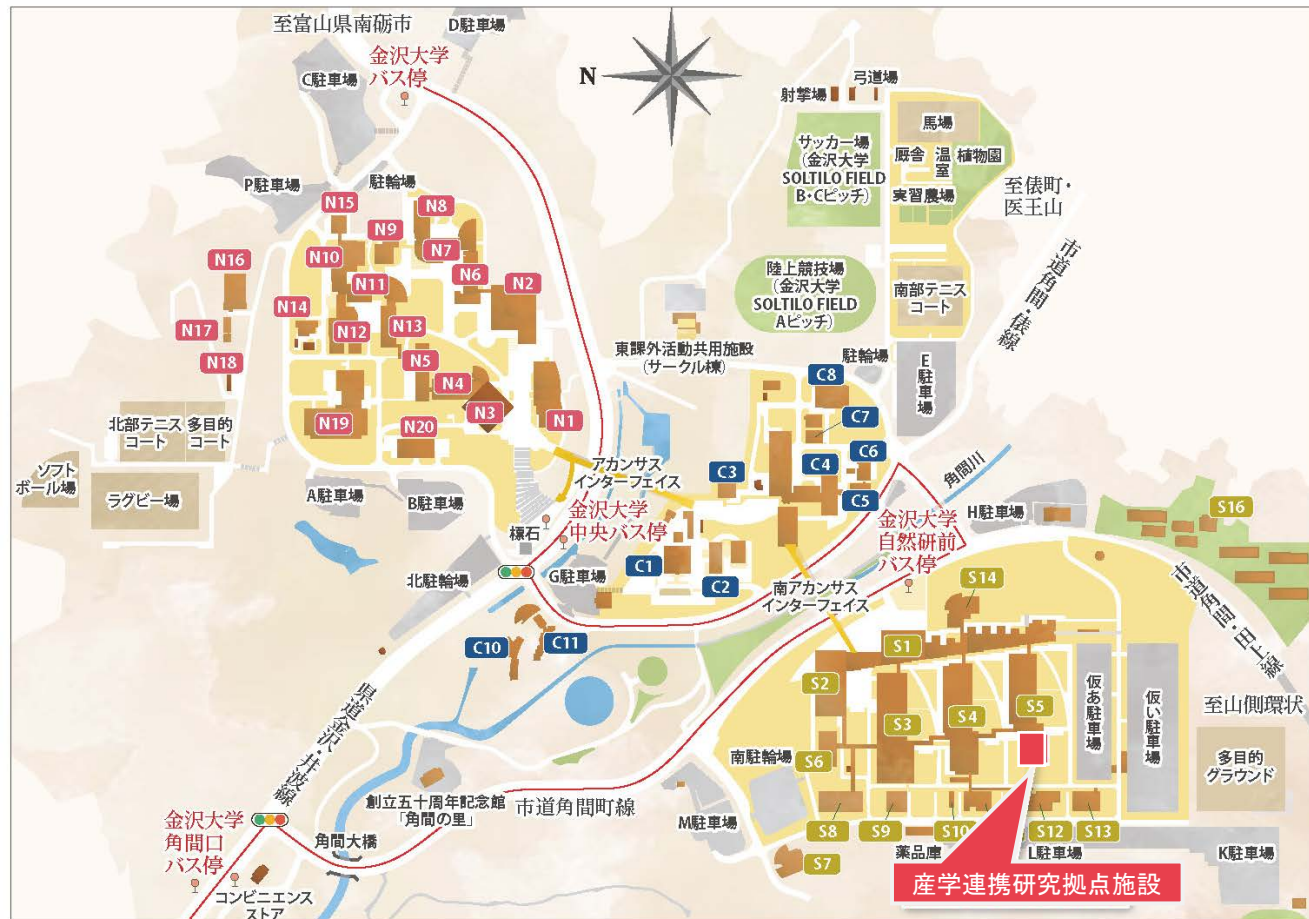 至富山県南砺市
D駐車場
金沢大学
バス停
C駐車場
N
射撃場
弓道場
馬場
サッカー場
(金沢大学
SOLTILO FIELD
B・Cピッチ)
厩舎
温室
植物園
実習農場
至俵町・
医王山
P駐車場
駐輪場
N15
N8
N9
N7
N10
N16
N6
N2
N11
N14
N17
N12
N13
N18
N5
N4
N3
N1
N19
N20
陸上競技場
(金沢大学
SOLTILO FIELD
Aピッチ)
南部テニス
コート
市道角間・俵線
東課外活動共用施設
(サークル棟)
駐輪場
E駐車場
C8
C7
C6
C4
C5
C3
北部テニス
コート
多目的
コート
ソフト
ボール場
ラグビー場
A駐車場
B駐車場
アカンサス
インターフェイス
角間川
金沢大学
中央バス停
標石
金沢大学
自然研前
バス停
H駐車場
S16
北駐輪場
G駐車場
C1
C2
南アカンサス
インターフェイス
S14
市道角間・田上線
C10
C11
S1
S2
S3
S4
S5
仮あ駐車場
仮い駐車場
至山側環状
多目的
グラウンド
県道金沢・井波線
南駐輪場
S6
創立五十周年記念館
「角間の里」
市道角間町線
M駐車場
S8
S9
S10
S12
S13
金沢大学
角間口
バス停
角間大橋
S7
薬品庫
L駐車場
K駐車場
コンビニエンス
ストア
産学連携研究拠点施設